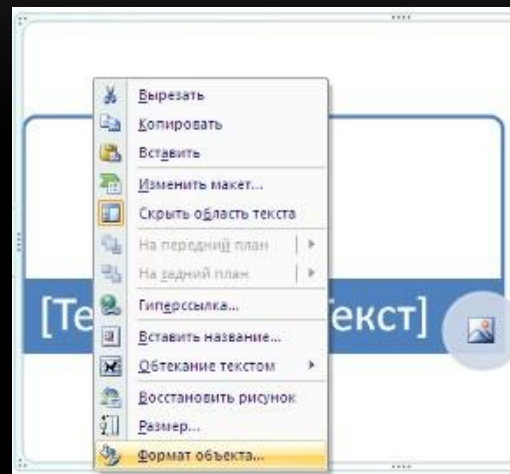 Вырезать
Копировать
Вставить
Изменить макет...
Скрыть область текста
На передний план
На задний план
Гиперссылка...
Вставить название...
Обтекание текстом
Восстановить рисунок
Размер...
Формат объекта...
[Те екст]